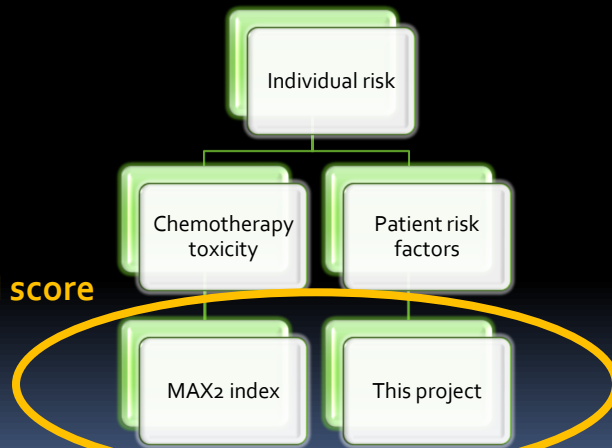 Individual risk
Chemotherapy
toxicity
Patient risk
factors
score
MAX2 index
This project